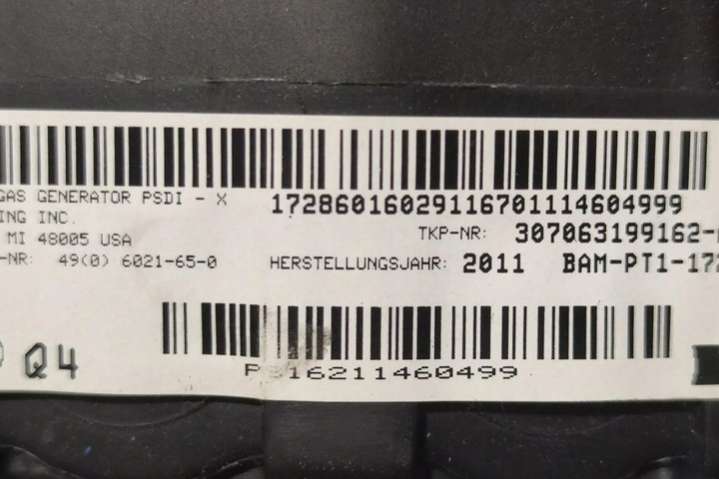 GAS GENERATOR PSDI - X
17286016029116701114604999
ING INC.
MI 48005 USA
TKP-NR: 307063199162-
-NR: 49(0) 6021-65-0
HERSTELLUNGSJAHR: 2011 BAM-PT1-17
Q4
16211460499